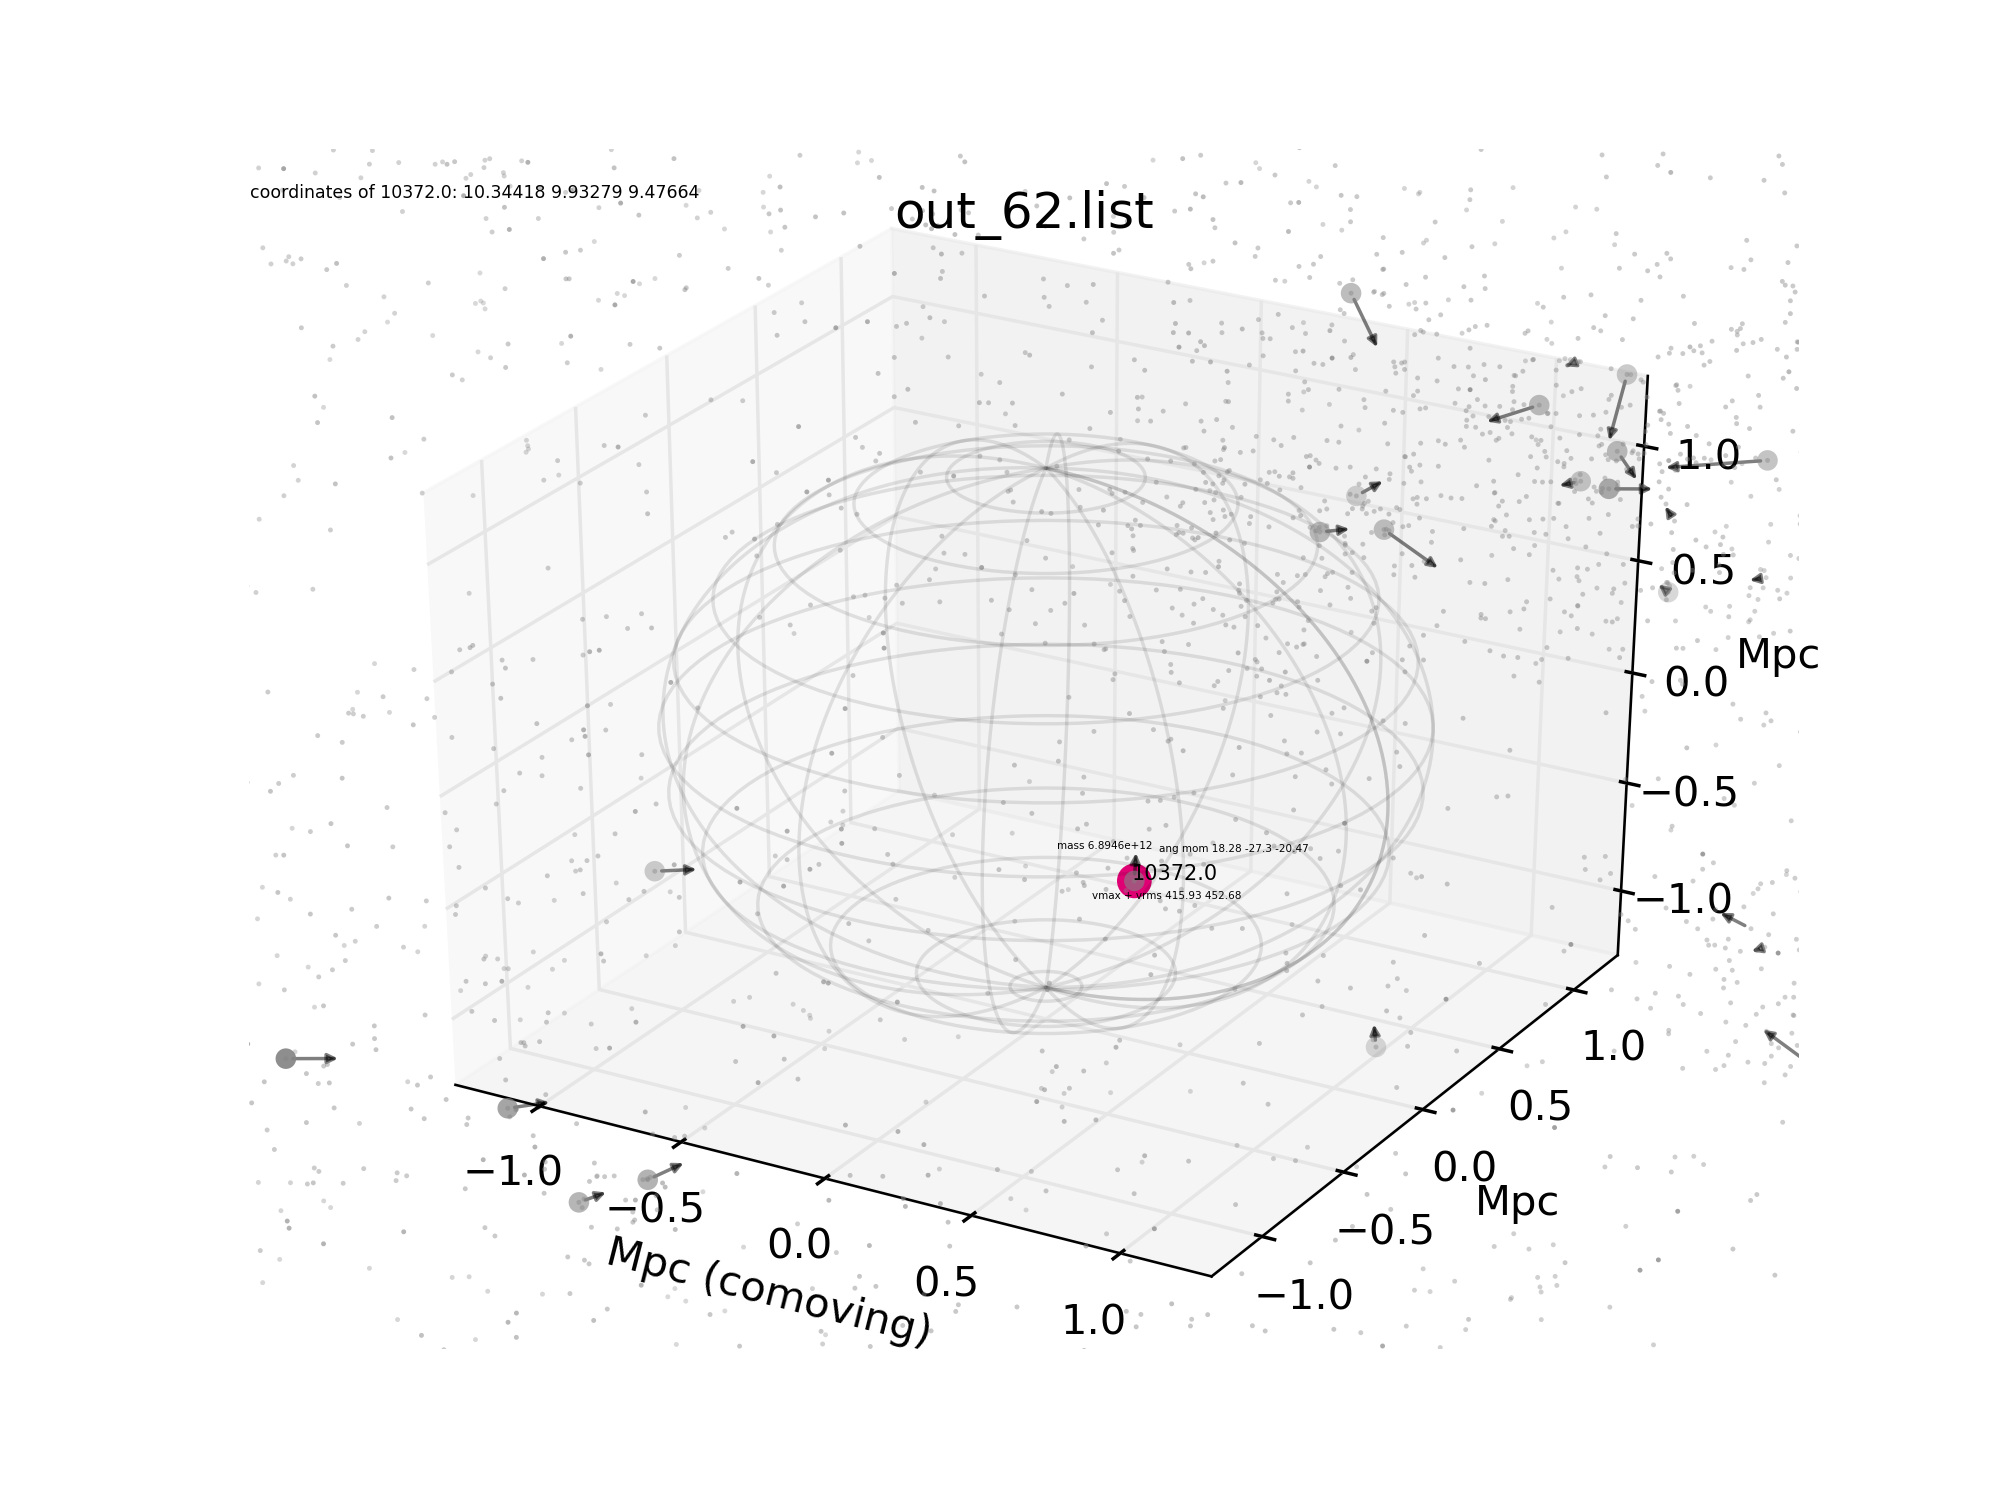 coordinates of 10372.0: 10.34418 9.93279 9.47664
out_62.list
1.0
0.5
Mpc
0.0
−0.5
−1.0
mass 6.8946e+12 ang mom 18.28 -27.3 -20.47
10372.0
vmax + vrms 415.93 452.68
1.0
0.5
0.0
Mpc
−0.5
−1.0
−1.0
−0.5
0.0
0.5
1.0
Mpc (comoving)